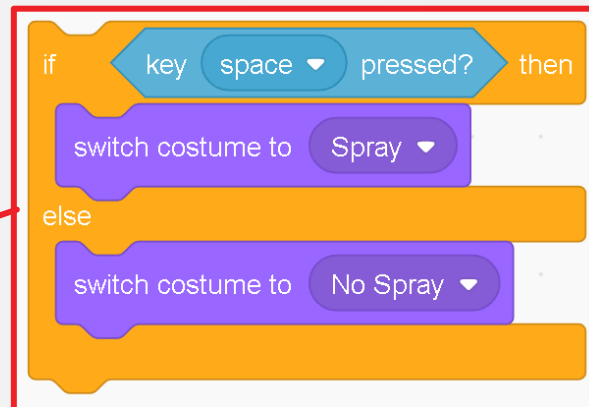 if key space pressed? then
switch costume to Spray
else
switch costume to No Spray